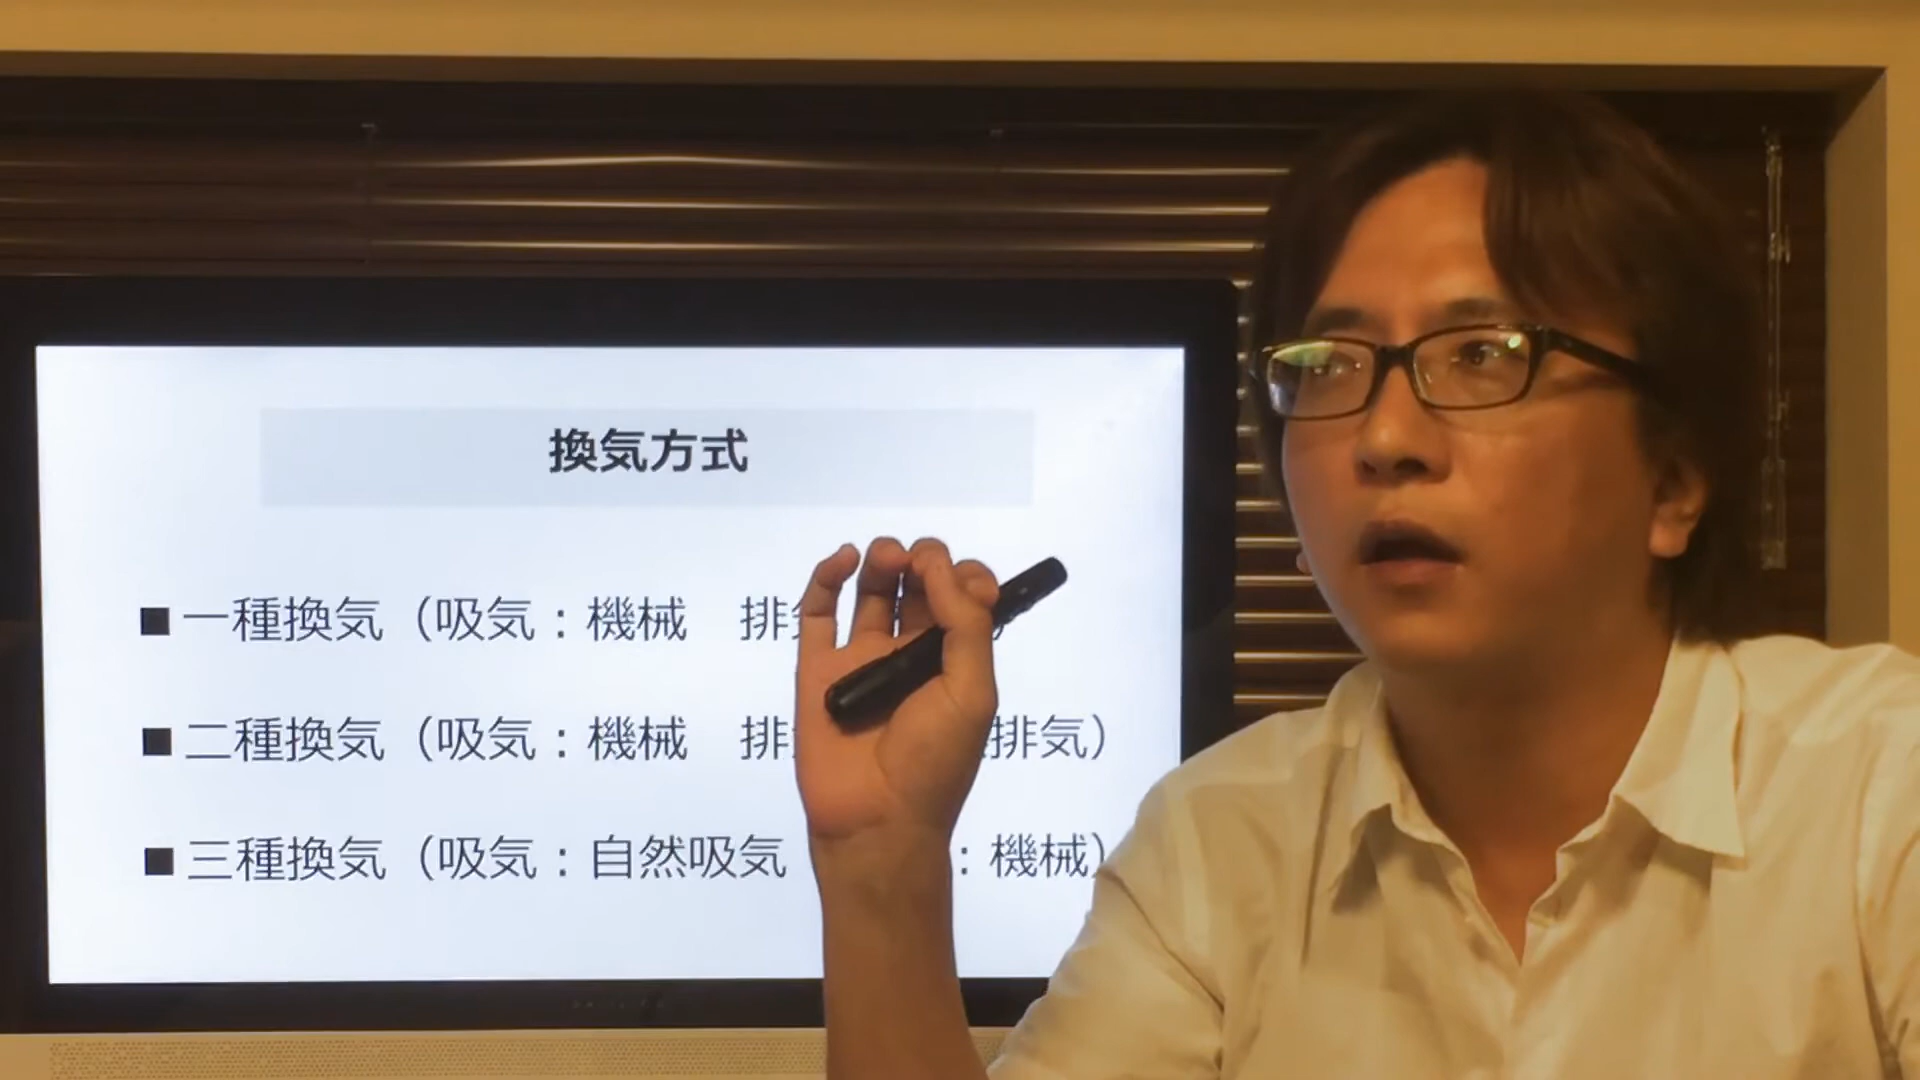 換気方式
■一種換気（吸気：機械　排
■二種換気（吸気：機械　排 排気）
■三種換気（吸気：自然吸気 ：機械）